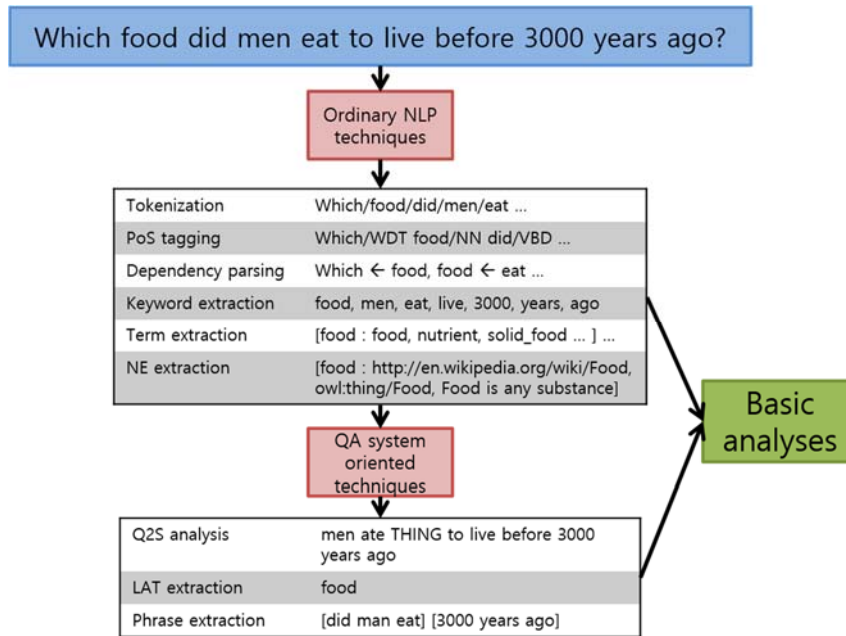 Which food did men eat to live before 3000 years ago?
Ordinary NLP
techniques
Tokenization Which/food/did/men/eat ...
PoS tagging Which/WDT food/NN did/VBD ...
Dependency parsing Which ← food, food ← eat ...
Keyword extraction food, men, eat, live, 3000, years, ago
Term extraction [food : food, nutrient, solid_food ... ] ...
NE extraction [food : http://en.wikipedia.org/wiki/Food,
owl:thing/Food, Food is any substance]
Basic
analyses
QA system
oriented
techniques
Q2S analysis men ate THING to live before 3000
years ago
LAT extraction food
Phrase extraction [did man eat] [3000 years ago]